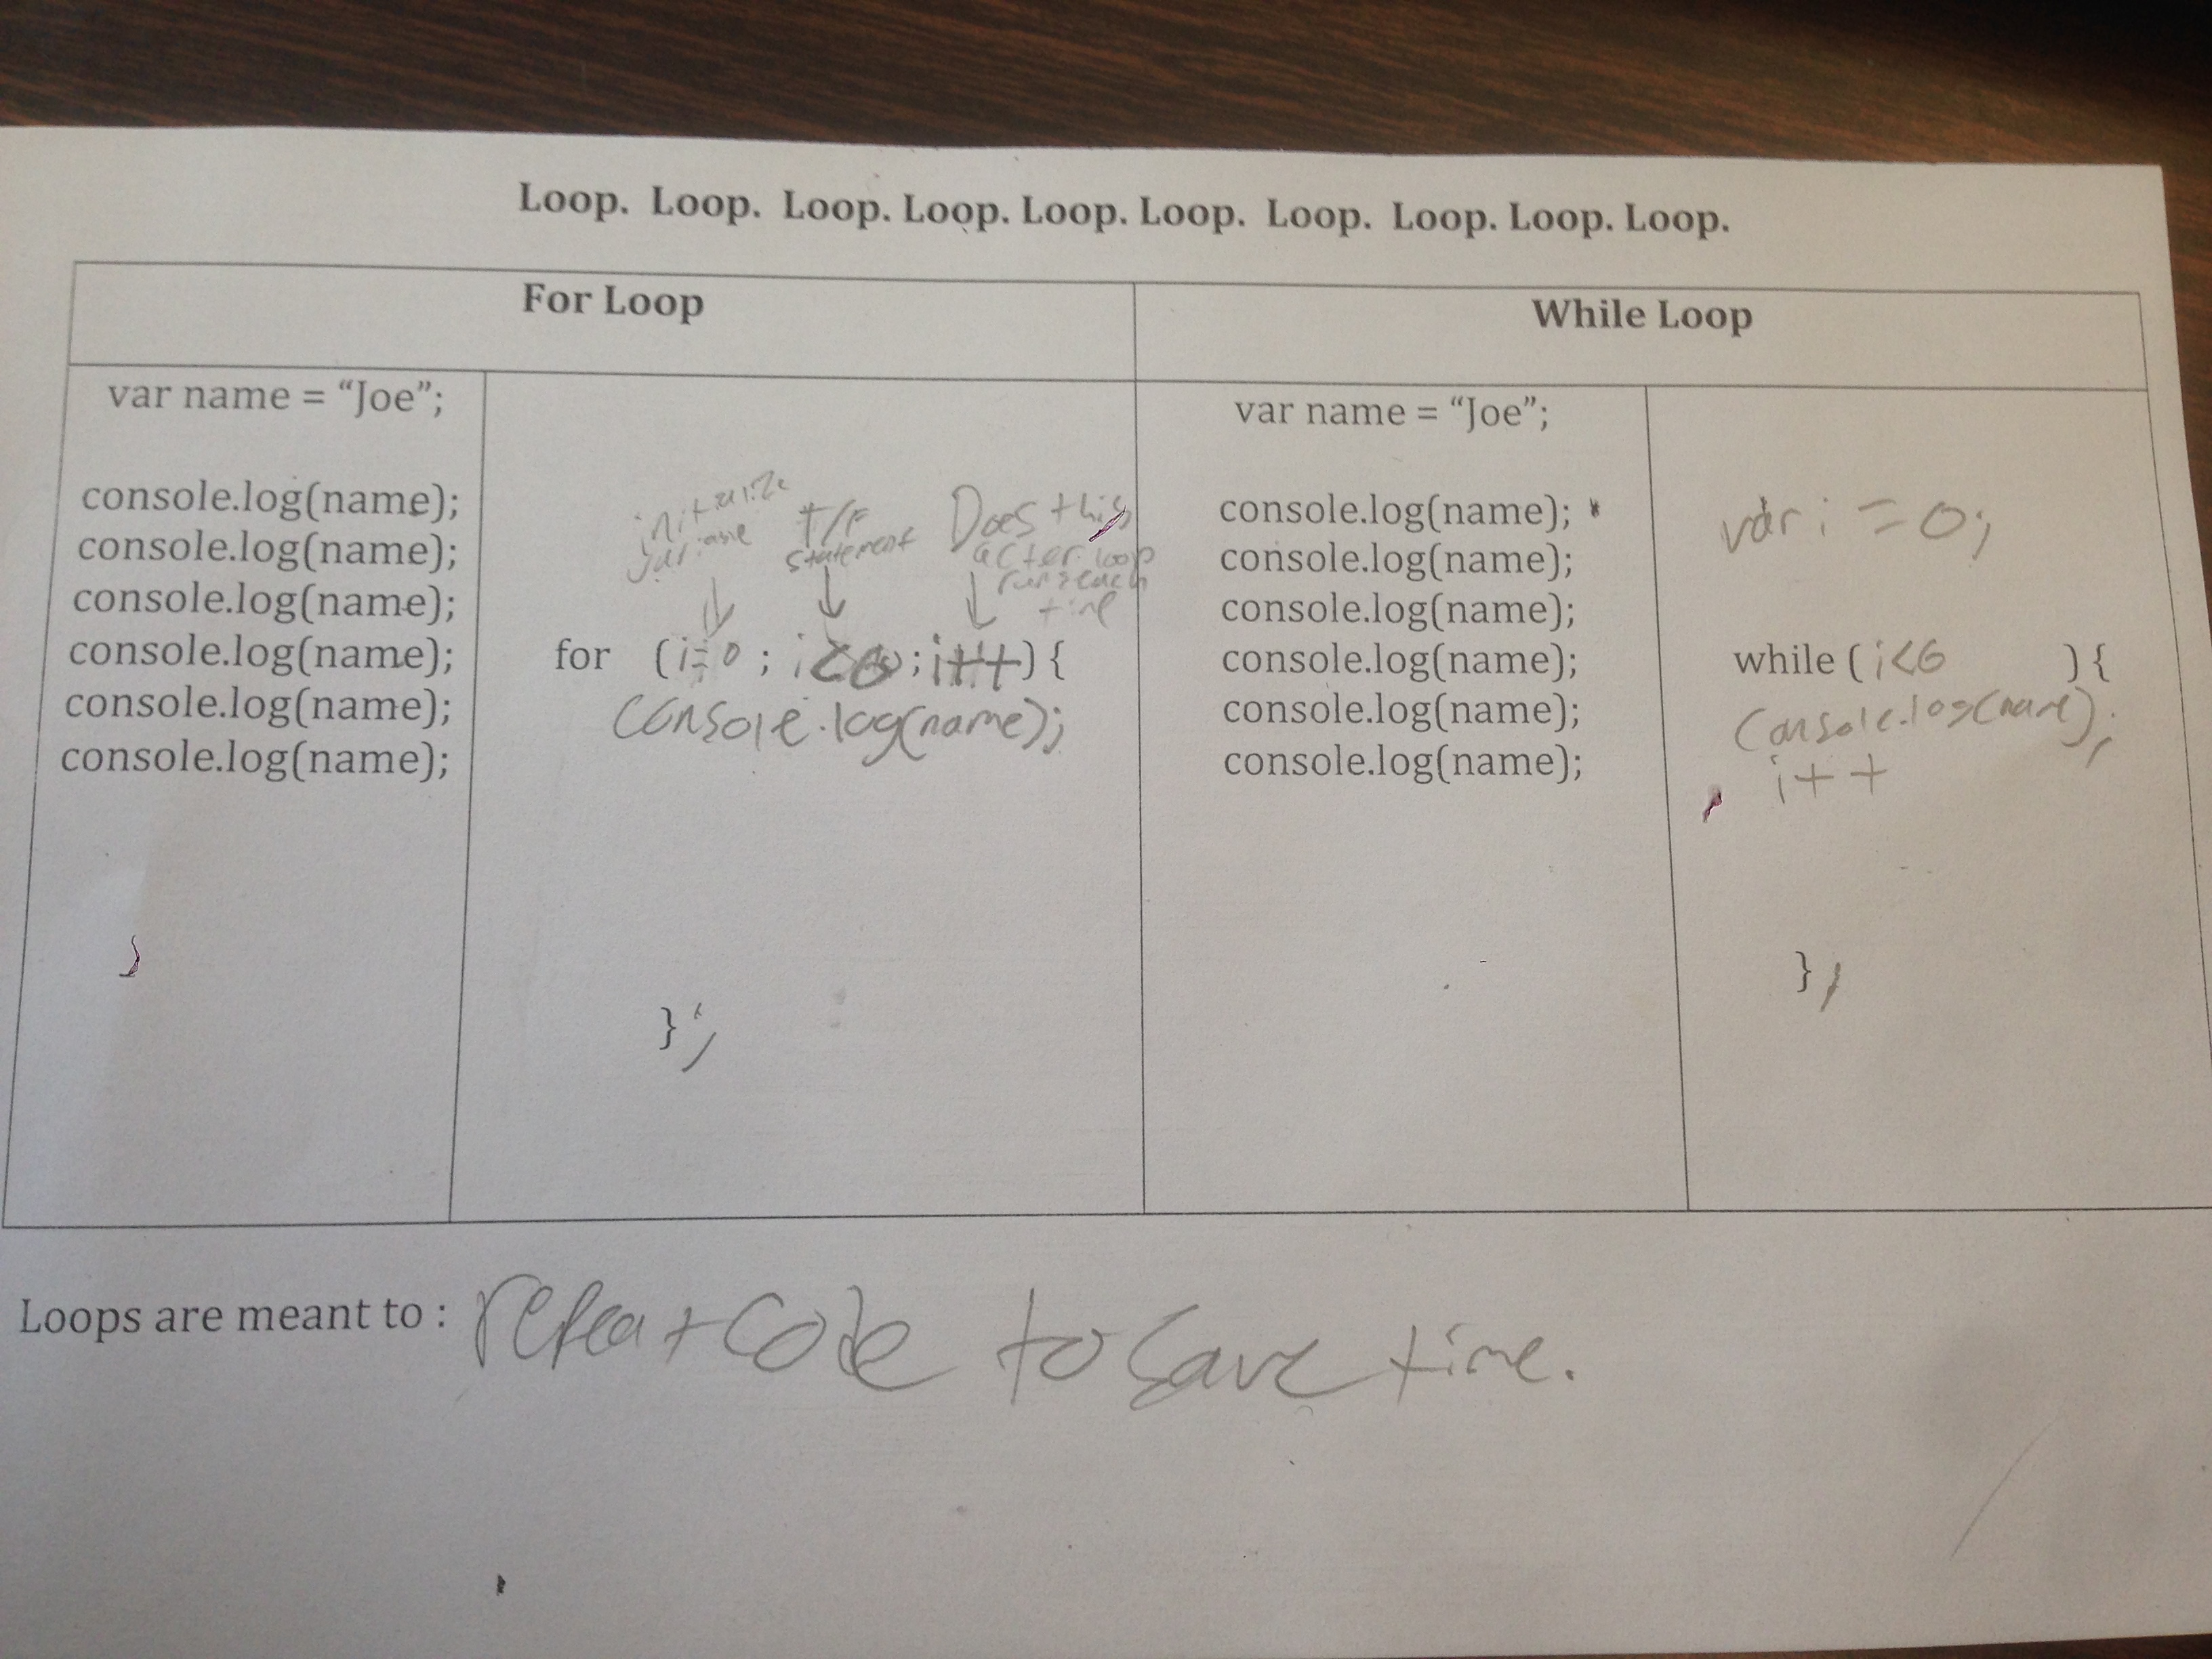 Loop. Loop. Loop. Loop. Loop. Loop. Loop. Loop. Loop. Loop.
For Loop
While Loop
var name = “Joe”;
console.log(name);
console.log(name);
console.log(name);
console.log(name);
console.log(name);
console.log(name);
initialize
variable
T/F
statement
Does this
after loop
runs each
time
for (i=0 ; i<6 ; i++) {
console.log(name);
};
var name = “Joe”;
console.log(name);
console.log(name);
console.log(name);
console.log(name);
console.log(name);
console.log(name);
var i = 0;
while ( i<6 ) {
console.log(name);
i++
};
Loops are meant to : repeat code to save time.